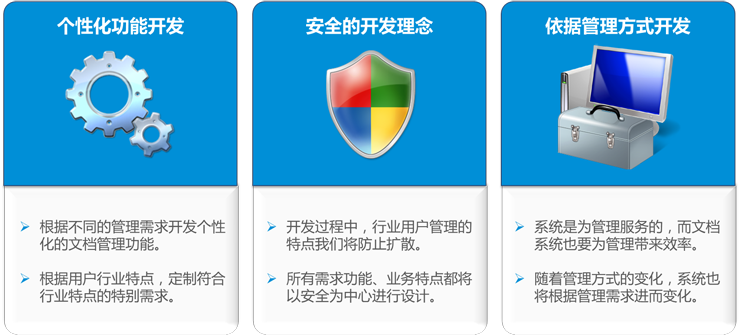 个性化功能开发
根据不同的管理需求开发个性
化的文档管理功能。
根据用户行业特点，定制符合
行业特点的特别需求。
安全的开发理念
开发过程中，行业用户管理的
特点我们将防止扩散。
所有需求功能、业务特点都将
以安全为中心进行设计。
依据管理方式开发
系统是为管理服务的，而文档
系统也要为管理带来效率。
随着管理方式的变化，系统也
将根据管理需求进而变化。